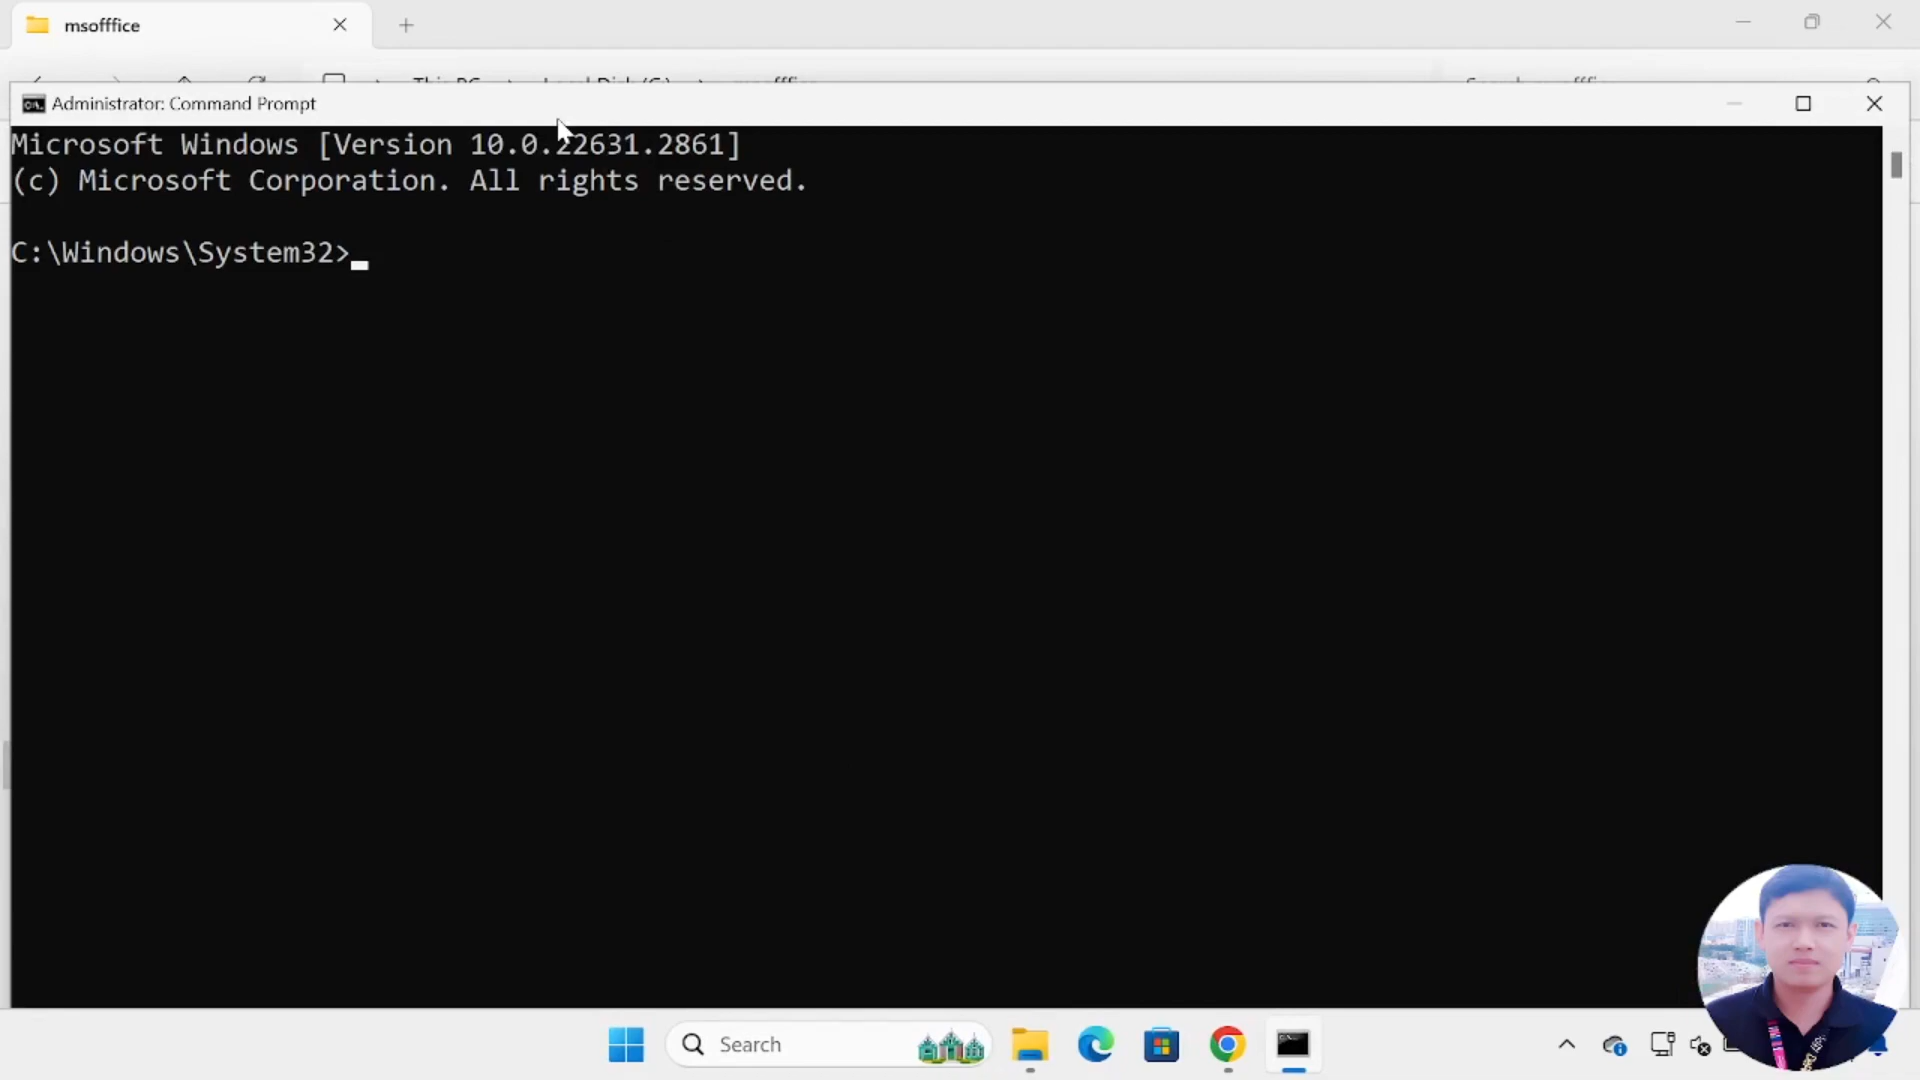 msofffice
Administrator: Command Prompt
Microsoft Windows [Version 10.0.22631.2861]
(c) Microsoft Corporation. All rights reserved.
C:\Windows\System32>
Search